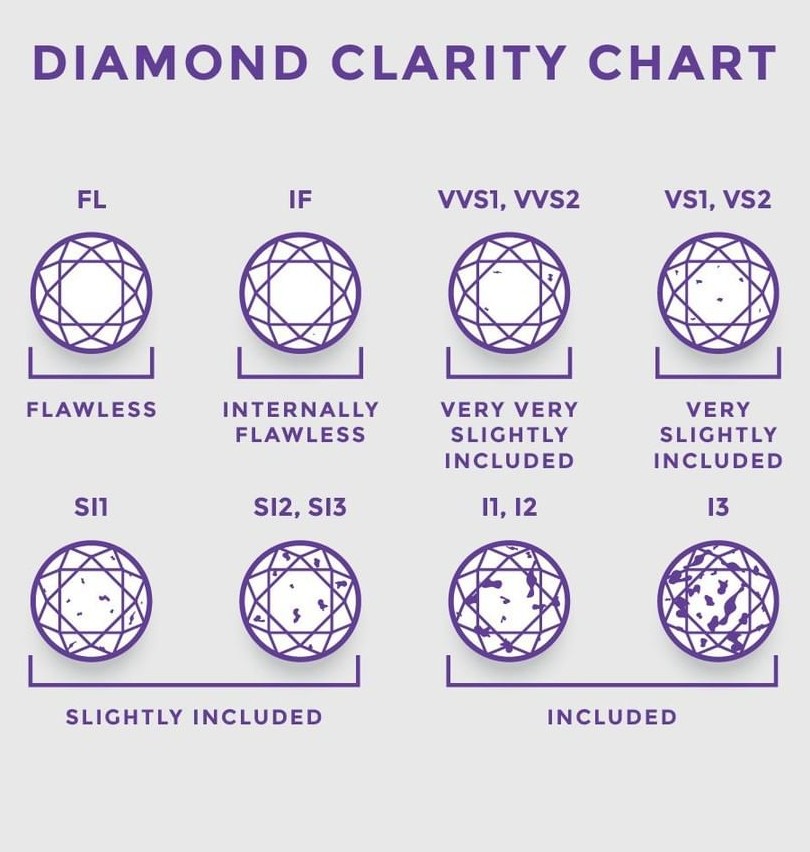 DIAMOND CLARITY CHART
FL
IF
VVS1, VVS2
VS1, VS2
FLAWLESS
INTERNALLY
FLAWLESS
VERY VERY
SLIGHTLY
INCLUDED
VERY
SLIGHTLY
INCLUDED
SI1
SI2, SI3
I1, I2
I3
SLIGHTLY INCLUDED
INCLUDED